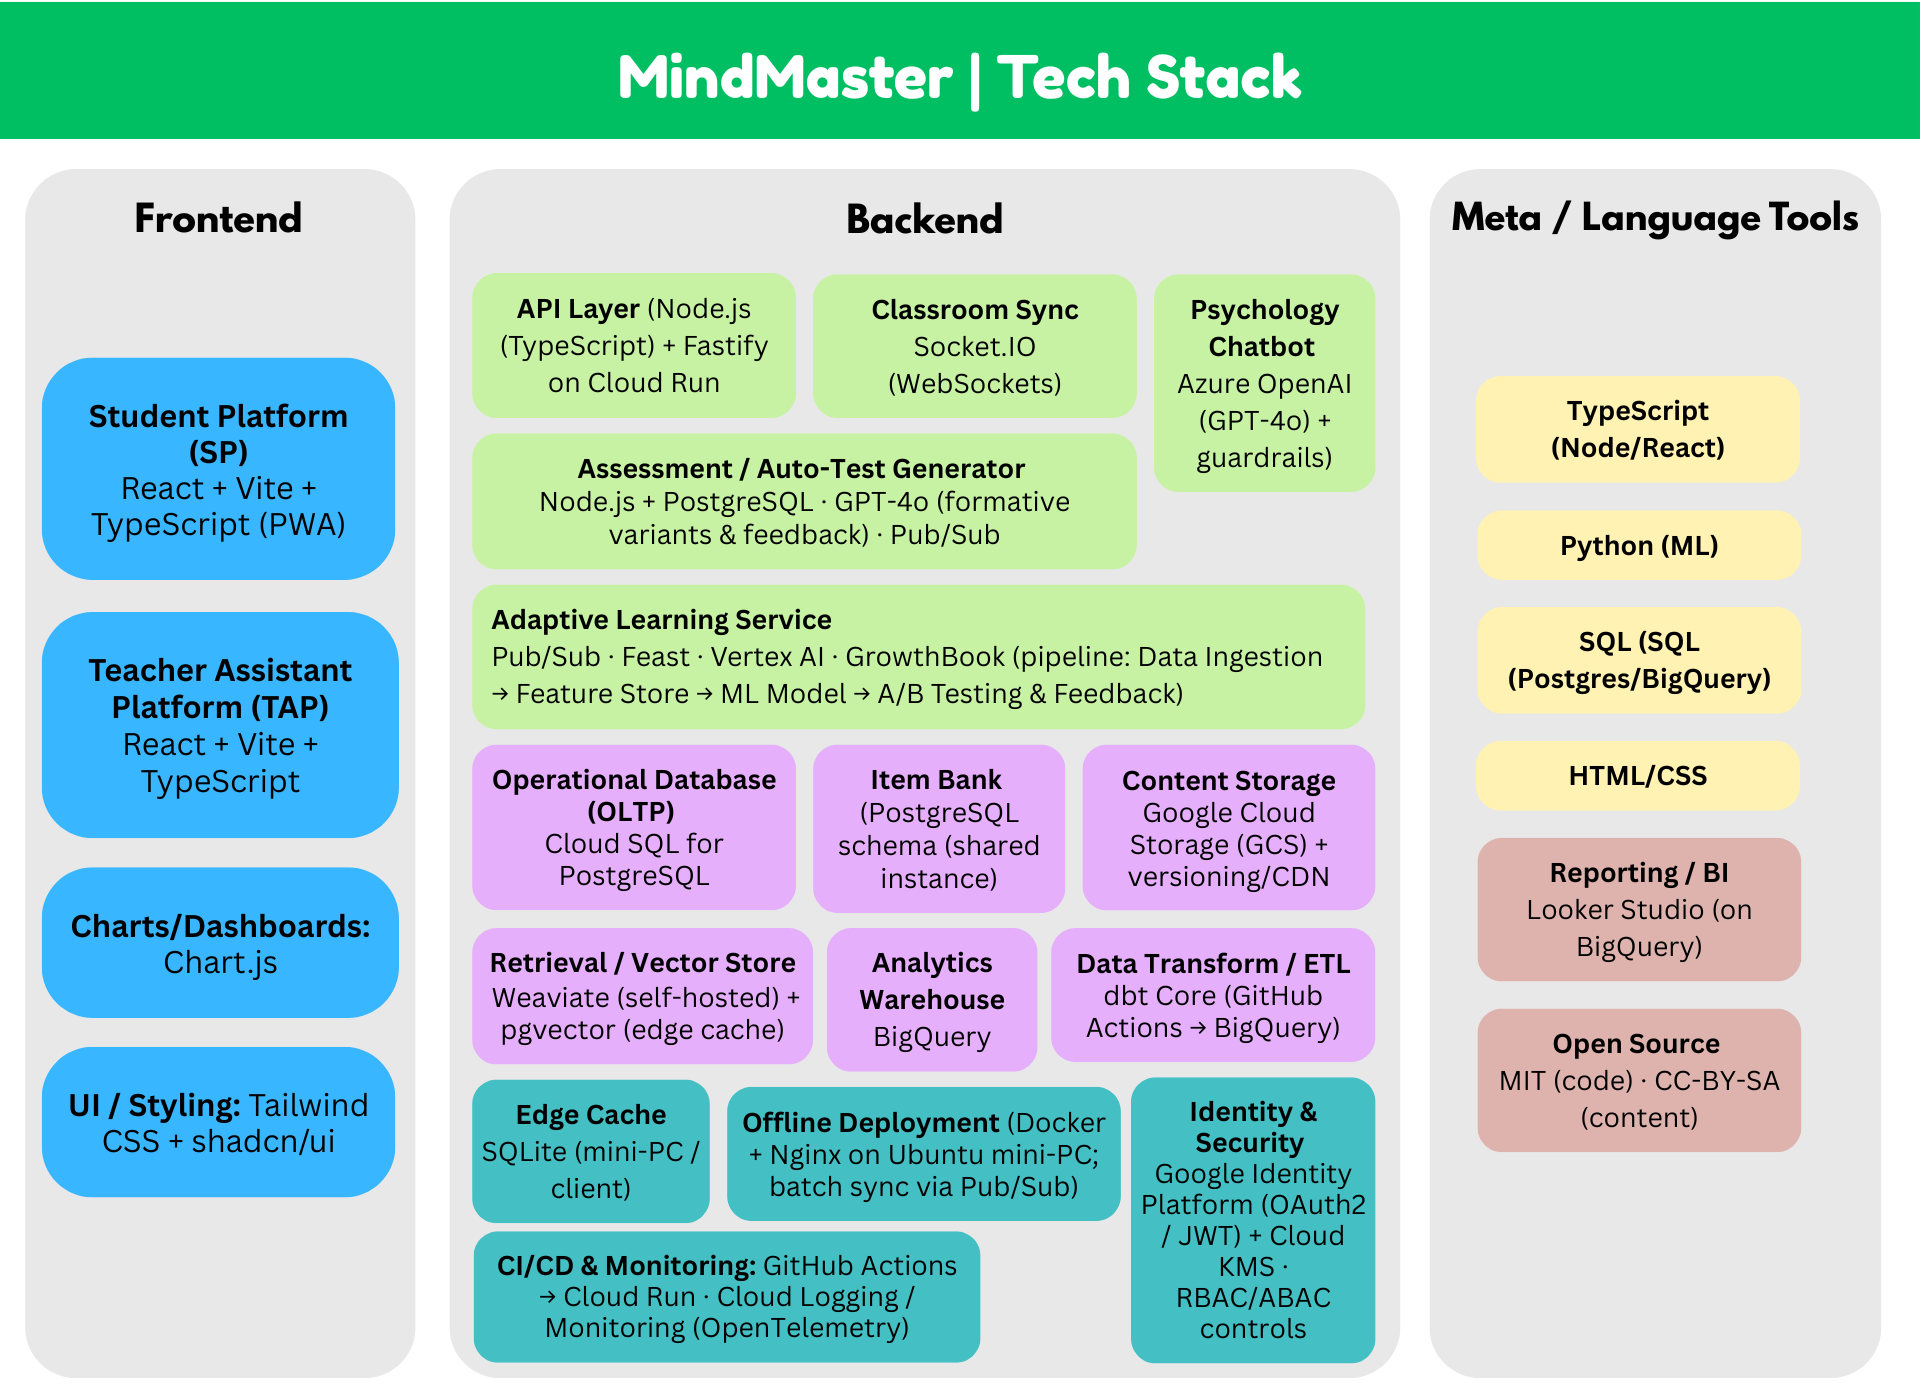 MindMaster | Tech Stack
Frontend
Student Platform
(SP)
React + Vite +
TypeScript (PWA)
Teacher Assistant
Platform (TAP)
React + Vite +
TypeScript
Charts/Dashboards:
Chart.js
UI / Styling: Tailwind
CSS + shadcn/ui
Backend
API Layer (Node.js
(TypeScript) + Fastify
on Cloud Run
Classroom Sync
Socket.IO
(WebSockets)
Psychology
Chatbot
Azure OpenAI
(GPT-4o) +
guardrails)
Assessment / Auto-Test Generator
Node.js + PostgreSQL · GPT-4o (formative
variants & feedback) · Pub/Sub
Adaptive Learning Service
Pub/Sub · Feast · Vertex AI · GrowthBook (pipeline: Data Ingestion
→ Feature Store → ML Model → A/B Testing & Feedback)
Operational Database
(OLTP)
Cloud SQL for
PostgreSQL
Item Bank
(PostgreSQL
schema (shared
instance)
Content Storage
Google Cloud
Storage (GCS) +
versioning/CDN
Retrieval / Vector Store
Weaviate (self-hosted) +
pgvector (edge cache)
Analytics
Warehouse
BigQuery
Data Transform / ETL
dbt Core (GitHub
Actions → BigQuery)
Edge Cache
SQLite (mini-PC /
client)
Offline Deployment (Docker
+ Nginx on Ubuntu mini-PC;
batch sync via Pub/Sub)
Identity &
Security
Google Identity
Platform (OAuth2
/ JWT) + Cloud
KMS ·
RBAC/ABAC
controls
CI/CD & Monitoring: GitHub Actions
→ Cloud Run · Cloud Logging /
Monitoring (OpenTelemetry)
Meta / Language Tools
TypeScript
(Node/React)
Python (ML)
SQL (SQL
(Postgres/BigQuery)
HTML/CSS
Reporting / BI
Looker Studio (on
BigQuery)
Open Source
MIT (code) · CC-BY-SA
(content)